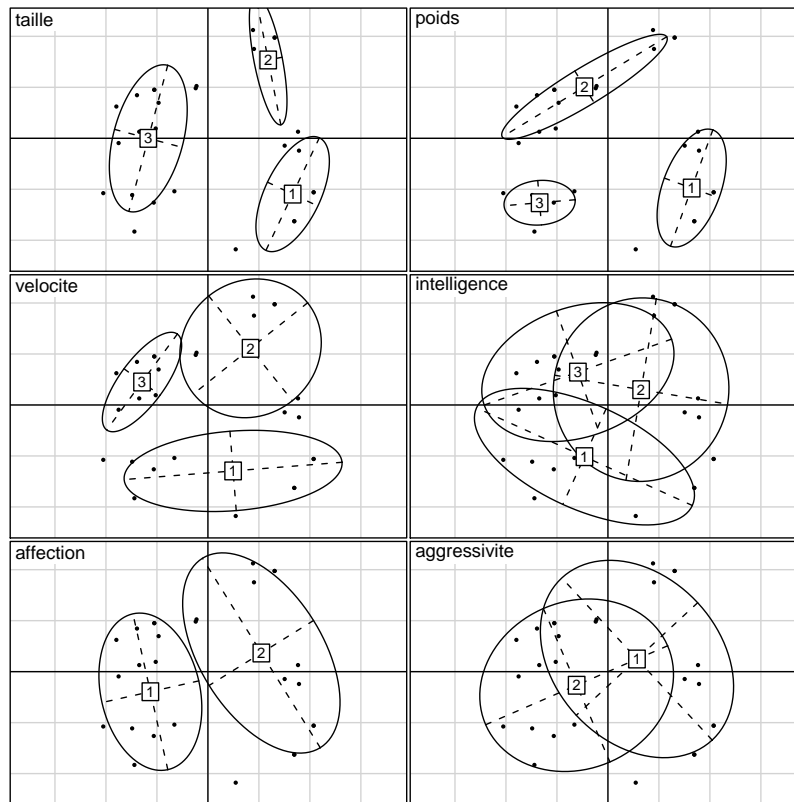 taille
2
3
1
poids
2
1
3
velocite
2
3
1
intelligence
3
2
1
affection
2
1
aggressivite
1
2